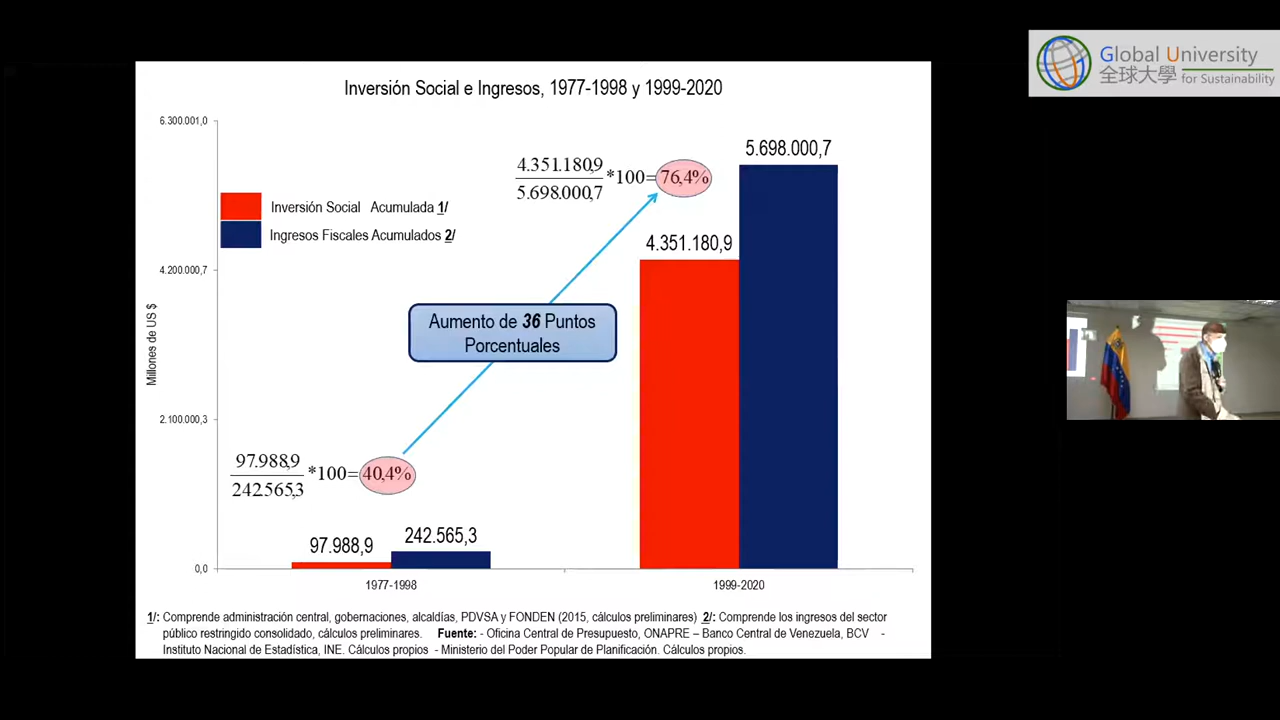 Global University
全球大學 for Sustainability
Inversión Social e Ingresos, 1977-1998 y 1999-2020
6.300.001,0
5.698.000,7
4.351.180,9
5.698.000,7
*100=
76,4%
Inversión Social Acumulada 1/
Ingresos Fiscales Acumulados 2/
4.351.180,9
4.200.000,7
Aumento de 36 Puntos
Porcentuales
Millones de US $
2.100.000,3
97.988,9
242.565,3
*100=
40,4%
97.988,9
242.565,3
0,0
1977-1998
1999-2020
1/: Comprende administración central, gobernaciones, alcaldías, PDVSA y FONDEN (2015, cálculos preliminares) 2/: Comprende los ingresos del sector
público restringido consolidado, cálculos preliminares. Fuente: - Oficina Central de Presupuesto, ONAPRE – Banco Central de Venezuela, BCV -
Instituto Nacional de Estadística, INE. Cálculos propios - Ministerio del Poder Popular de Planificación. Cálculos propios.